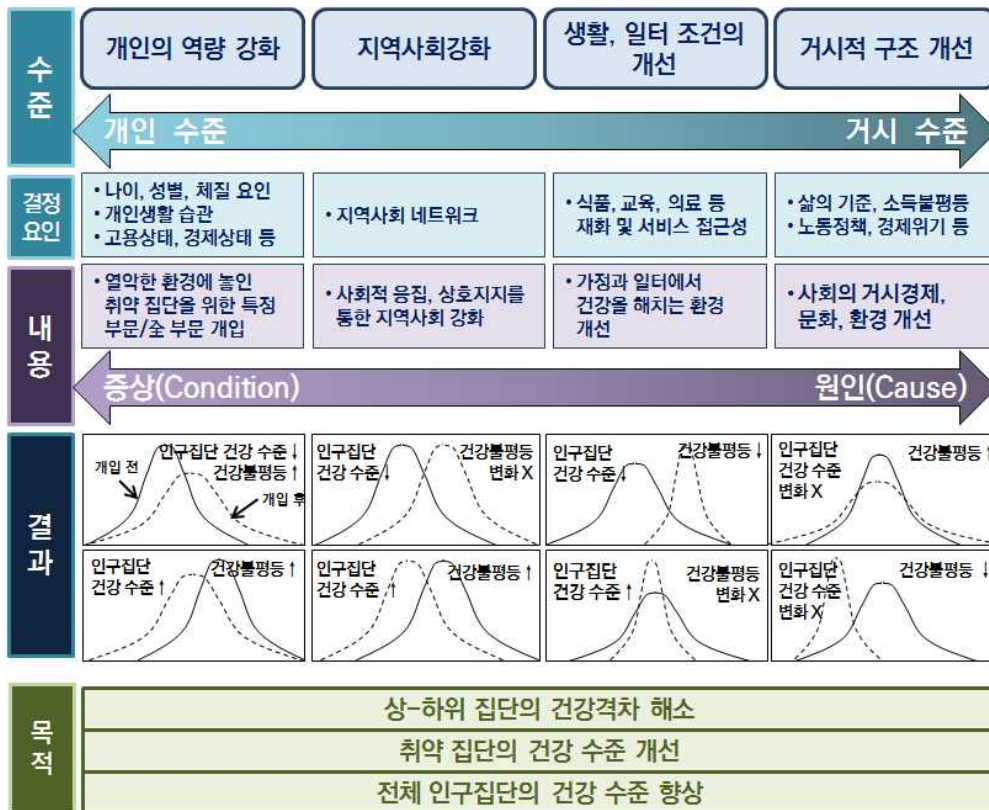 수준
개인의 역량 강화
지역사회강화
생활, 일터 조건의
개선
거시적 구조 개선
개인 수준
거시 수준
결정
요인
• 나이, 성별, 체질 요인
• 개인생활 습관
• 고용상태, 경제상태 등
• 지역사회 네트워크
• 식품, 교육, 의료 등
재화 및 서비스 접근성
• 삶의 기준, 소득불평등
• 노동정책, 경제위기 등
내용
• 열악한 환경에 놓인
취약 집단을 위한 특정
부문/全 부문 개입
• 사회적 응집, 상호지지를
통한 지역사회 강화
• 가정과 일터에서
건강을 해치는 환경
개선
• 사회의 거시경제,
문화, 환경 개선
증상(Condition)
원인(Cause)
결과
개입 전
인구집단 건강 수준 ↓
건강불평등 ↑
개입 후
인구집단
건강 수준 ↓
건강불평등
변화 X
인구집단
건강 수준 ↓
건강불평등 ↓
인구집단
건강 수준
변화 X
건강불평등 ↑
인구집단
건강 수준 ↑
건강불평등 ↑
인구집단
건강 수준 ↑
건강불평등 ↑
인구집단
건강 수준 ↑
건강불평등
변화 X
인구집단
건강 수준
변화 X
건강불평등 ↓
목적
상-하위 집단의 건강격차 해소
취약 집단의 건강 수준 개선
전체 인구집단의 건강 수준 향상